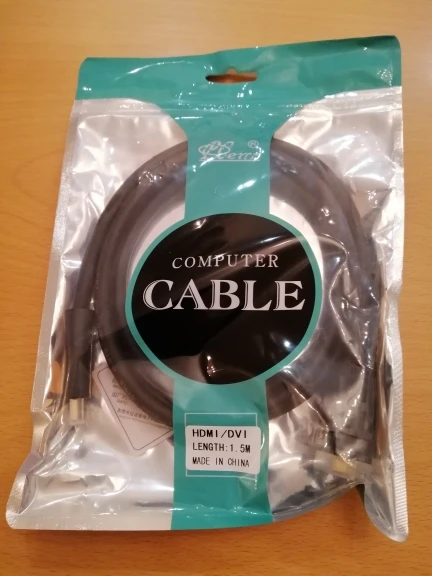 COMPUTER
CABLE
HDMI/DVI
LENGTH:1.5M
MADE IN CHINA